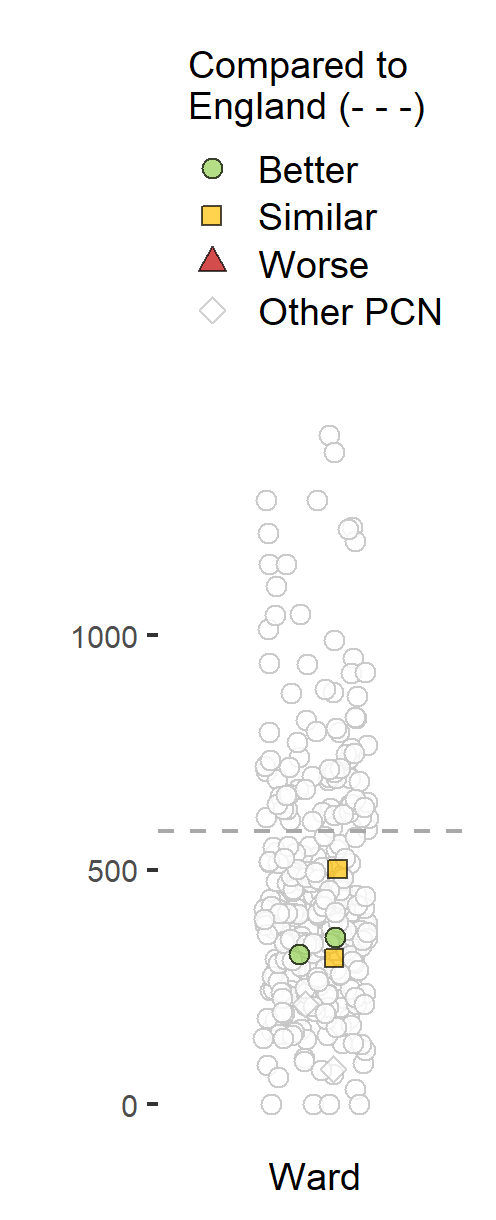 Compared to
England (- - -)
Better
Similar
Worse
Other PCN
1000
500
0
Ward